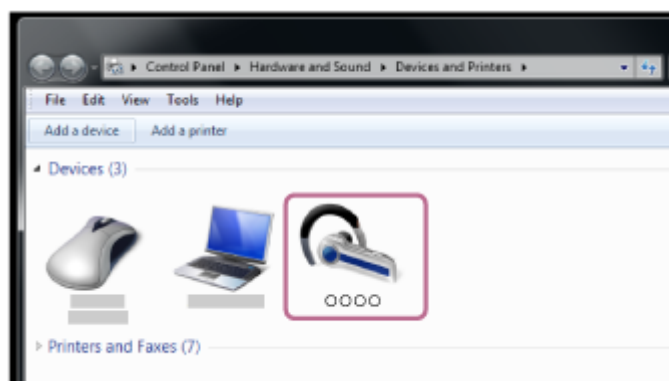 Control Panel ▸ Hardware and Sound ▸ Devices and Printers ▸
File Edit View Tools Help
Add a device Add a printer
Devices (3)
○○○○
Printers and Faxes (7)